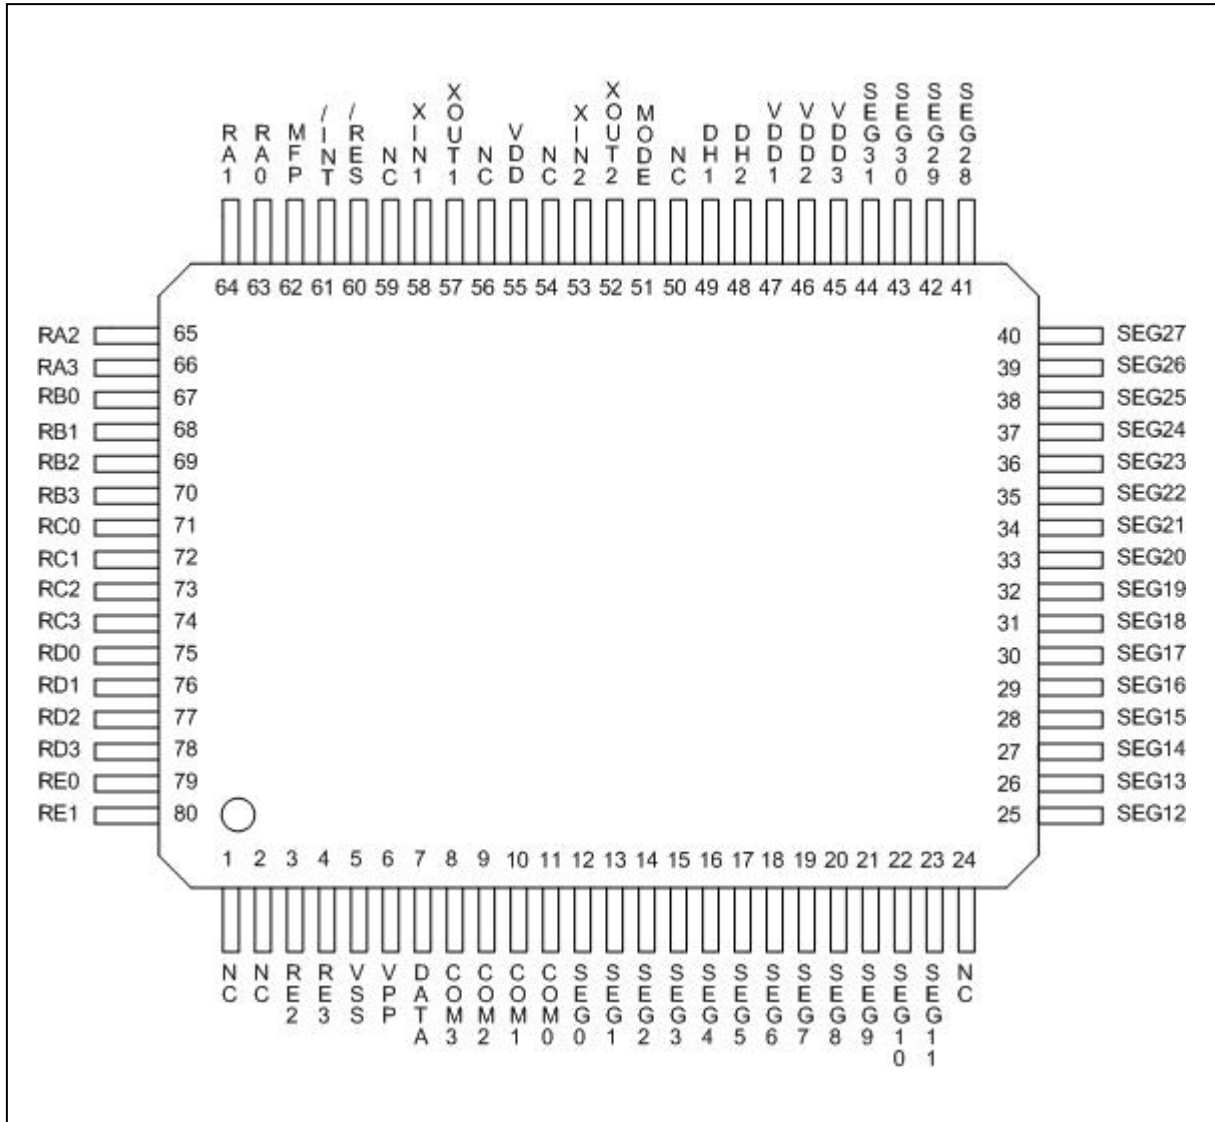 RA1 RA0 MFP /INT /RES NC XIN1 XOUT1 NC VDD NC XIN2 XOUT2 MODE NC DH1 DH2 VDD1 VDD2 VDD3 SEG31 SEG30 SEG29 SEG28
64 63 62 61 60 59 58 57 56 55 54 53 52 51 50 49 48 47 46 45 44 43 42 41
RA2 65 40 SEG27
RA3 66 39 SEG26
RB0 67 38 SEG25
RB1 68 37 SEG24
RB2 69 36 SEG23
RB3 70 35 SEG22
RC0 71 34 SEG21
RC1 72 33 SEG20
RC2 73 32 SEG19
RC3 74 31 SEG18
RD0 75 30 SEG17
RD1 76 29 SEG16
RD2 77 28 SEG15
RD3 78 27 SEG14
RE0 79 26 SEG13
RE1 80 25 SEG12
1 2 3 4 5 6 7 8 9 10 11 12 13 14 15 16 17 18 19 20 21 22 23 24
NC NC RE2 RE3 VSS VPP DATA COM3 COM2 COM1 COM0 SEG0 SEG1 SEG2 SEG3 SEG4 SEG5 SEG6 SEG7 SEG8 SEG9 SEG10 SEG11 NC